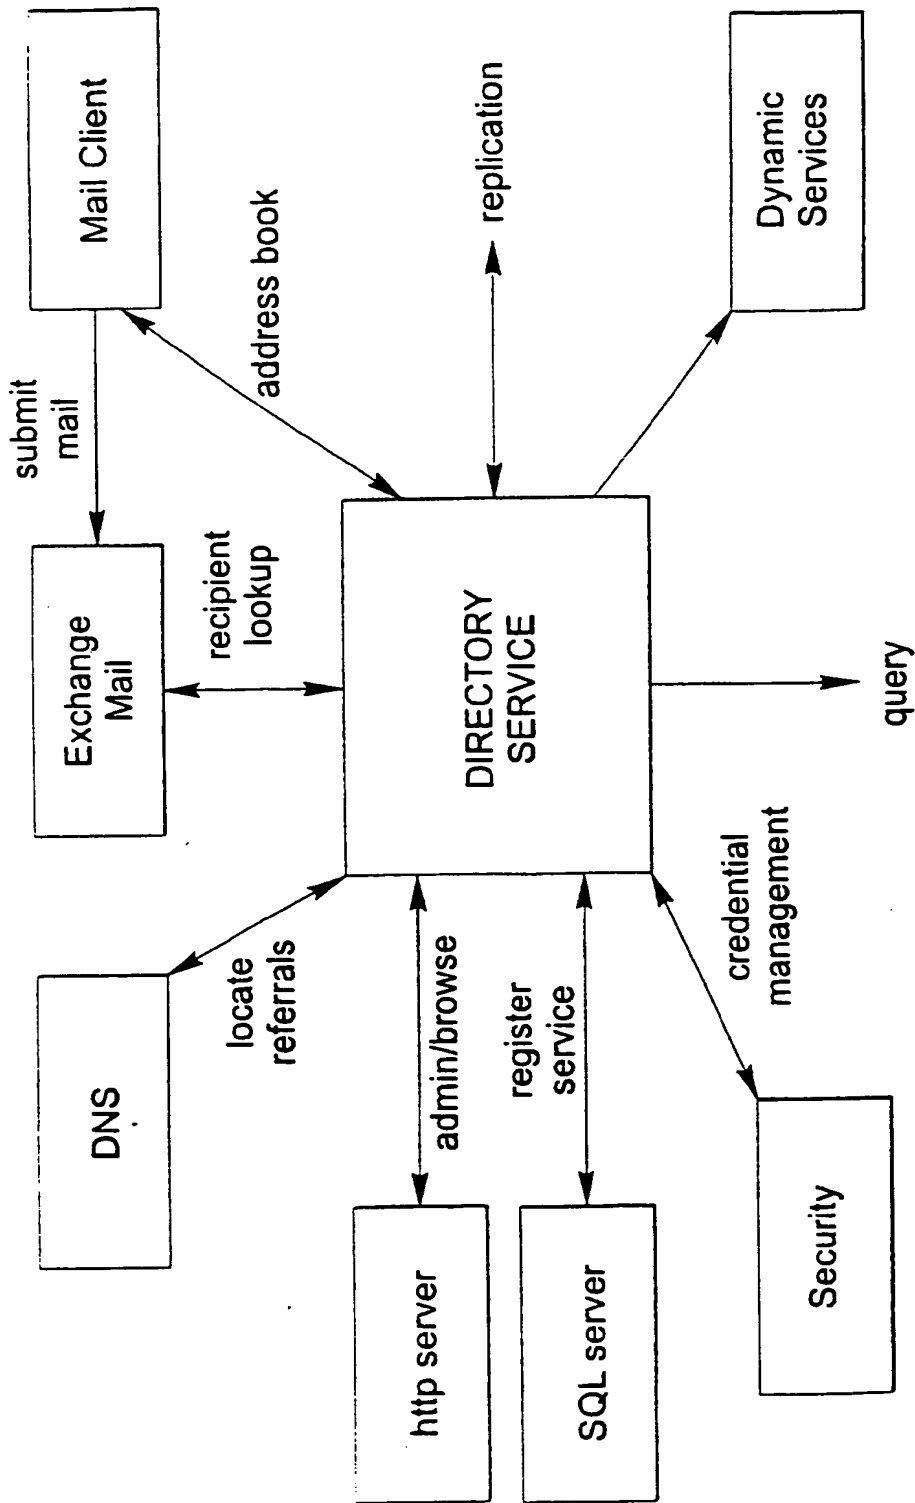 DNS
Exchange
Mail
submit
mail
Mail Client
locate
referrals
recipient
lookup
address book
http server
admin/browse
DIRECTORY
SERVICE
replication
SQL server
register
service
Security
credential
management
query
Dynamic
Services